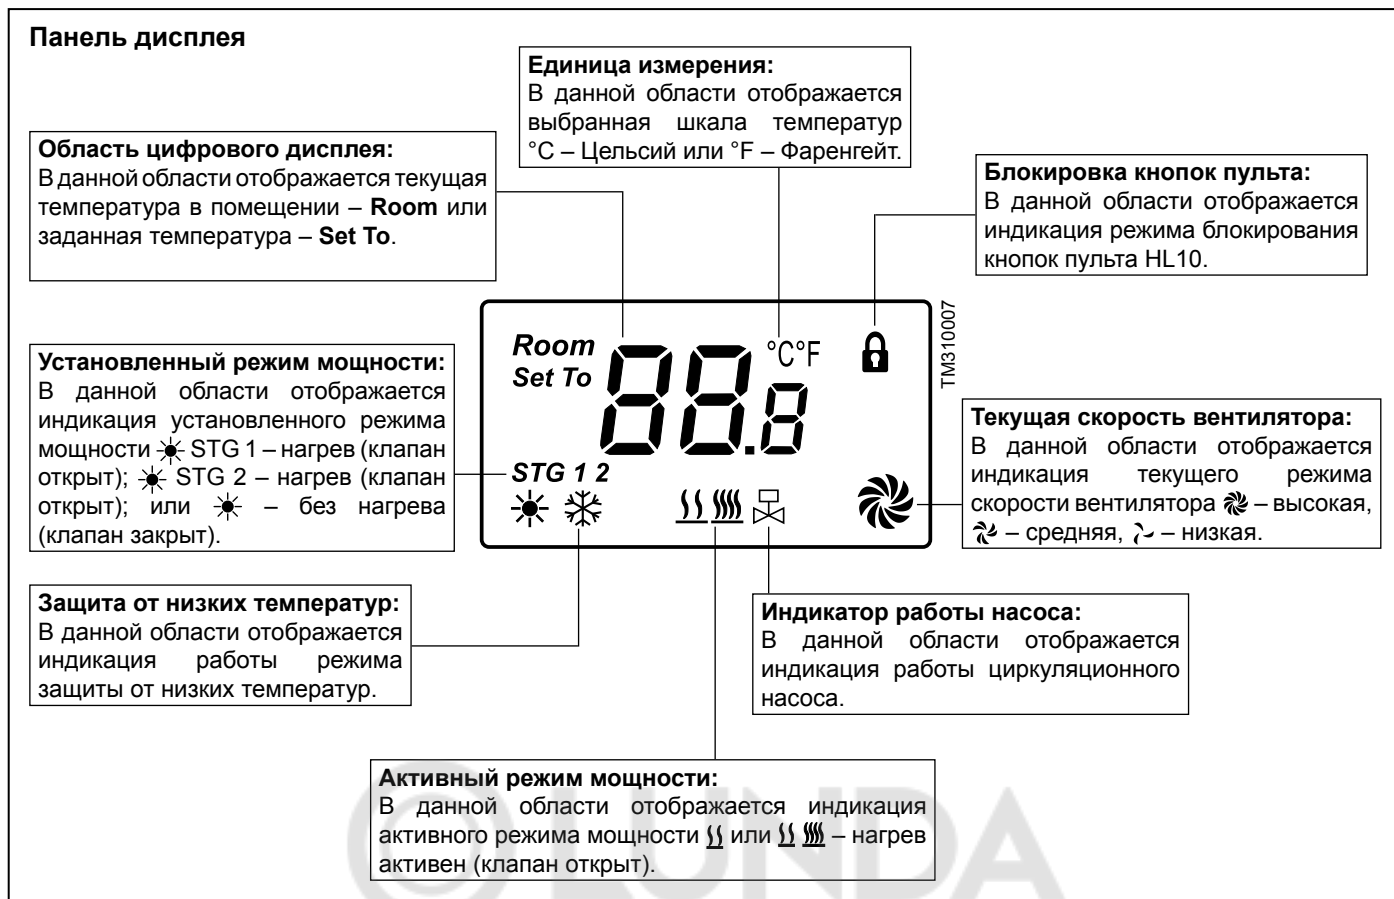 Панель дисплея
Единица измерения:
В данной области отображается
выбранная шкала температур
°C – Цельсий или °F – Фаренгейт.
Область цифрового дисплея:
В данной области отображается текущая
температура в помещении – Room или
заданная температура – Set To.
Блокировка кнопок пульта:
В данной области отображается
индикация режима блокирования
кнопок пульта HL10.
Установленный режим мощности:
В данной области отображается
индикация установленного режима
мощности STG 1 – нагрев (клапан
открыт); STG 2 – нагрев (клапан
открыт); или – без нагрева
(клапан закрыт).
Room
Set To
88.8
°C°F
STG 1 2
TM310007
Текущая скорость вентилятора:
В данной области отображается
индикация текущего режима
скорости вентилятора – высокая,
– средняя, – низкая.
Защита от низких температур:
В данной области отображается
индикация работы режима
защиты от низких температур.
Индикатор работы насоса:
В данной области отображается
индикация работы циркуляционного
насоса.
Активный режим мощности:
В данной области отображается индикация
активного режима мощности или – нагрев
активен (клапан открыт).
LUNDA